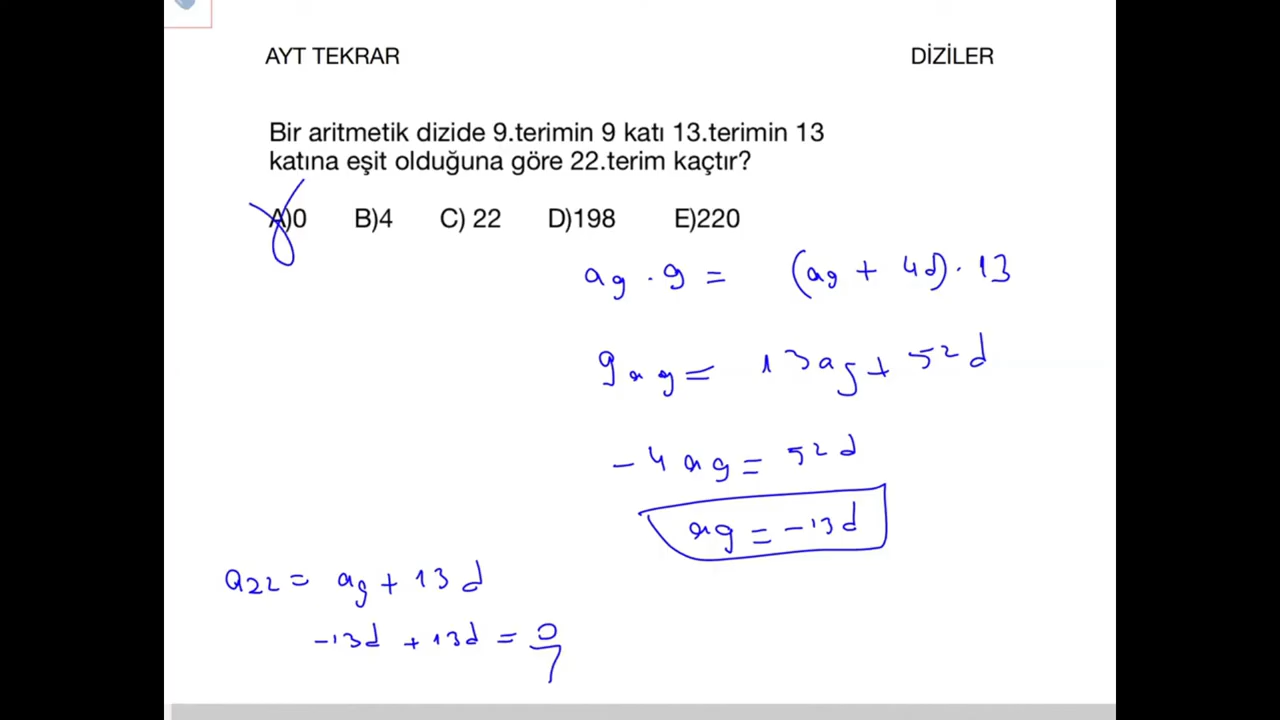 AYT TEKRAR DİZİLER
Bir aritmetik dizide 9.terimin 9 katı 13.terimin 13
katına eşit olduğuna göre 22.terim kaçtır?
A)0 B)4 C) 22 D)198 E)220
a9 . 9 = (a9 + 4d) . 13
9a9 = 13a9 + 52d
-4a9 = 52d
a9 = -13d
a22 = a9 + 13d
-13d + 13d = 0